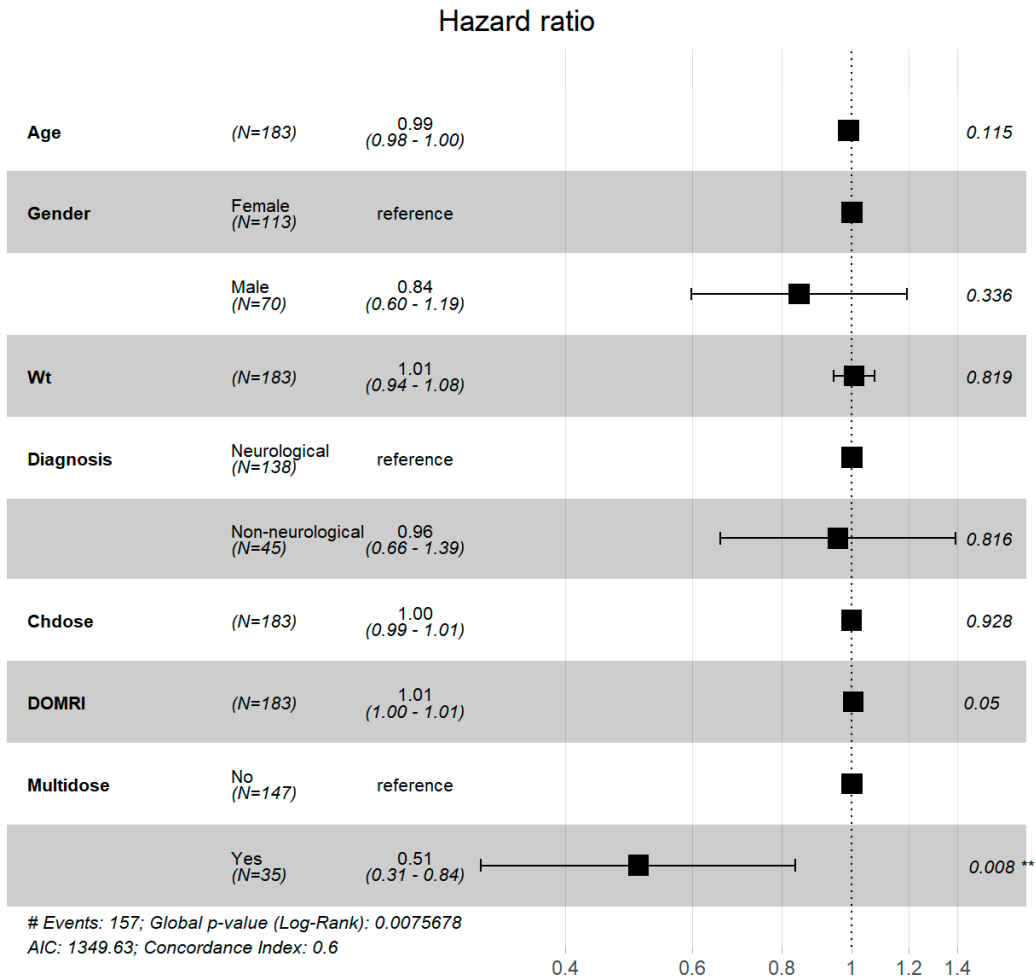 Hazard ratio
Age (N=183) 0.99 0.115
(0.98 - 1.00)
Gender Female reference
(N=113)
Male 0.84 0.336
(N=70) (0.60 - 1.19)
Wt (N=183) 1.01 0.819
(0.94 - 1.08)
Diagnosis Neurological reference
(N=138)
Non-neurological 0.96 0.816
(N=45) (0.66 - 1.39)
Chdose (N=183) 1.00 0.928
(0.99 - 1.01)
DOMRI (N=183) 1.01 0.05
(1.00 - 1.01)
Multidose No reference
(N=147)
Yes 0.51 0.008 **
(N=35) (0.31 - 0.84)
# Events: 157; Global p-value (Log-Rank): 0.0075678
AIC: 1349.63; Concordance Index: 0.6
0.4 0.6 0.8 1 1.2 1.4